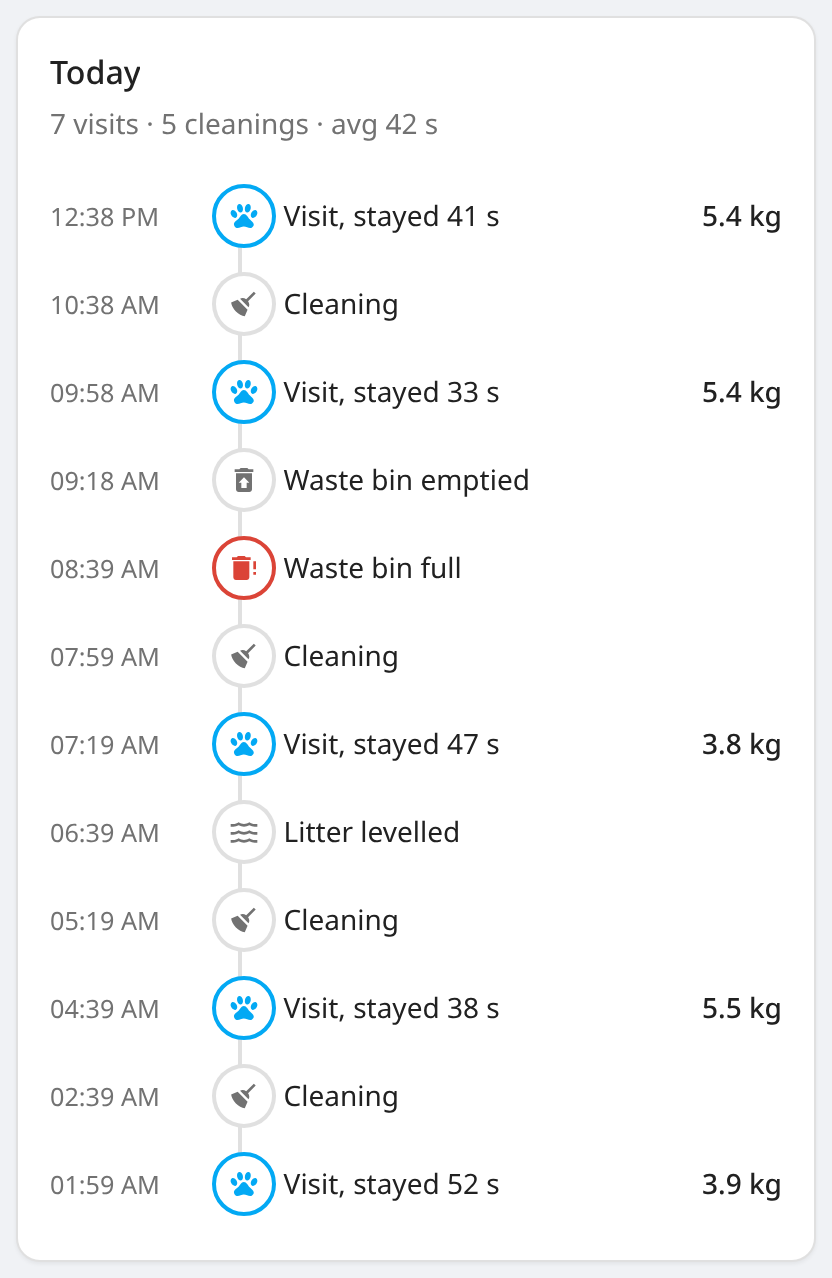 Today
7 visits · 5 cleanings · avg 42 s
12:38 PM Visit, stayed 41 s 5.4 kg
10:38 AM Cleaning
09:58 AM Visit, stayed 33 s 5.4 kg
09:18 AM Waste bin emptied
08:39 AM Waste bin full
07:59 AM Cleaning
07:19 AM Visit, stayed 47 s 3.8 kg
06:39 AM Litter levelled
05:19 AM Cleaning
04:39 AM Visit, stayed 38 s 5.5 kg
02:39 AM Cleaning
01:59 AM Visit, stayed 52 s 3.9 kg